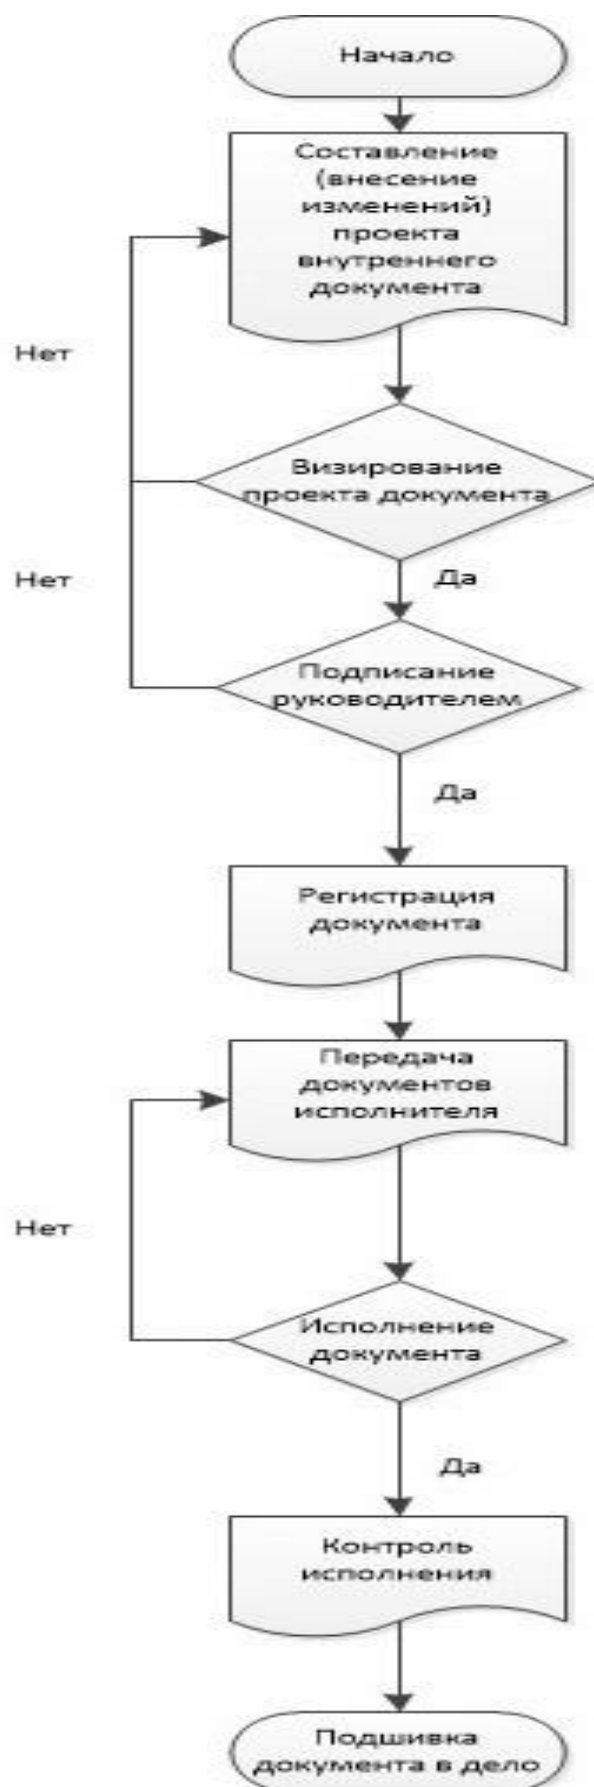 Начало
Составление
(внесение
изменений)
проекта
внутреннего
документа
Нет
Визирование
проекта документа
Нет
Да
Подписание
руководителем
Да
Регистрация
документа
Передача
документов
исполнителя
Нет
Исполнение
документа
Да
Контроль
исполнения
Подшивка
документа в дело